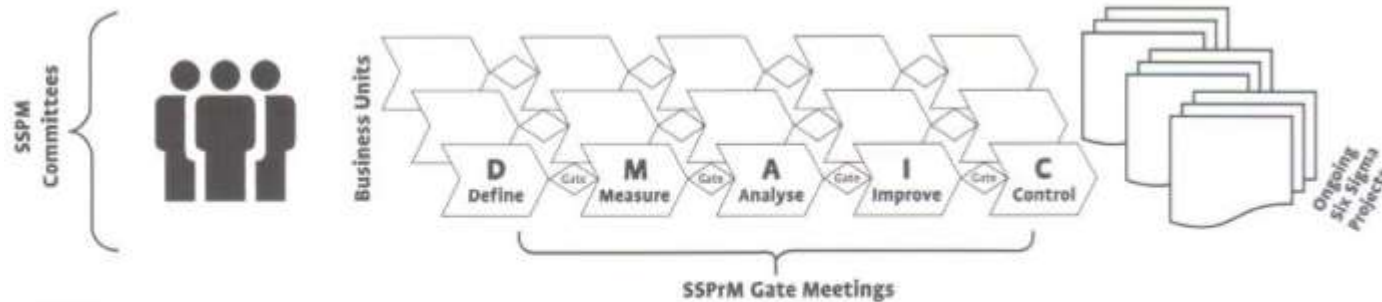 SSPM
Committees
Business Units
D
Define
Gate
M
Measure
Gate
A
Analyse
Gate
I
Improve
Gate
C
Control
Ongoing
Six Sigma
Projects
SSPrM Gate Meetings